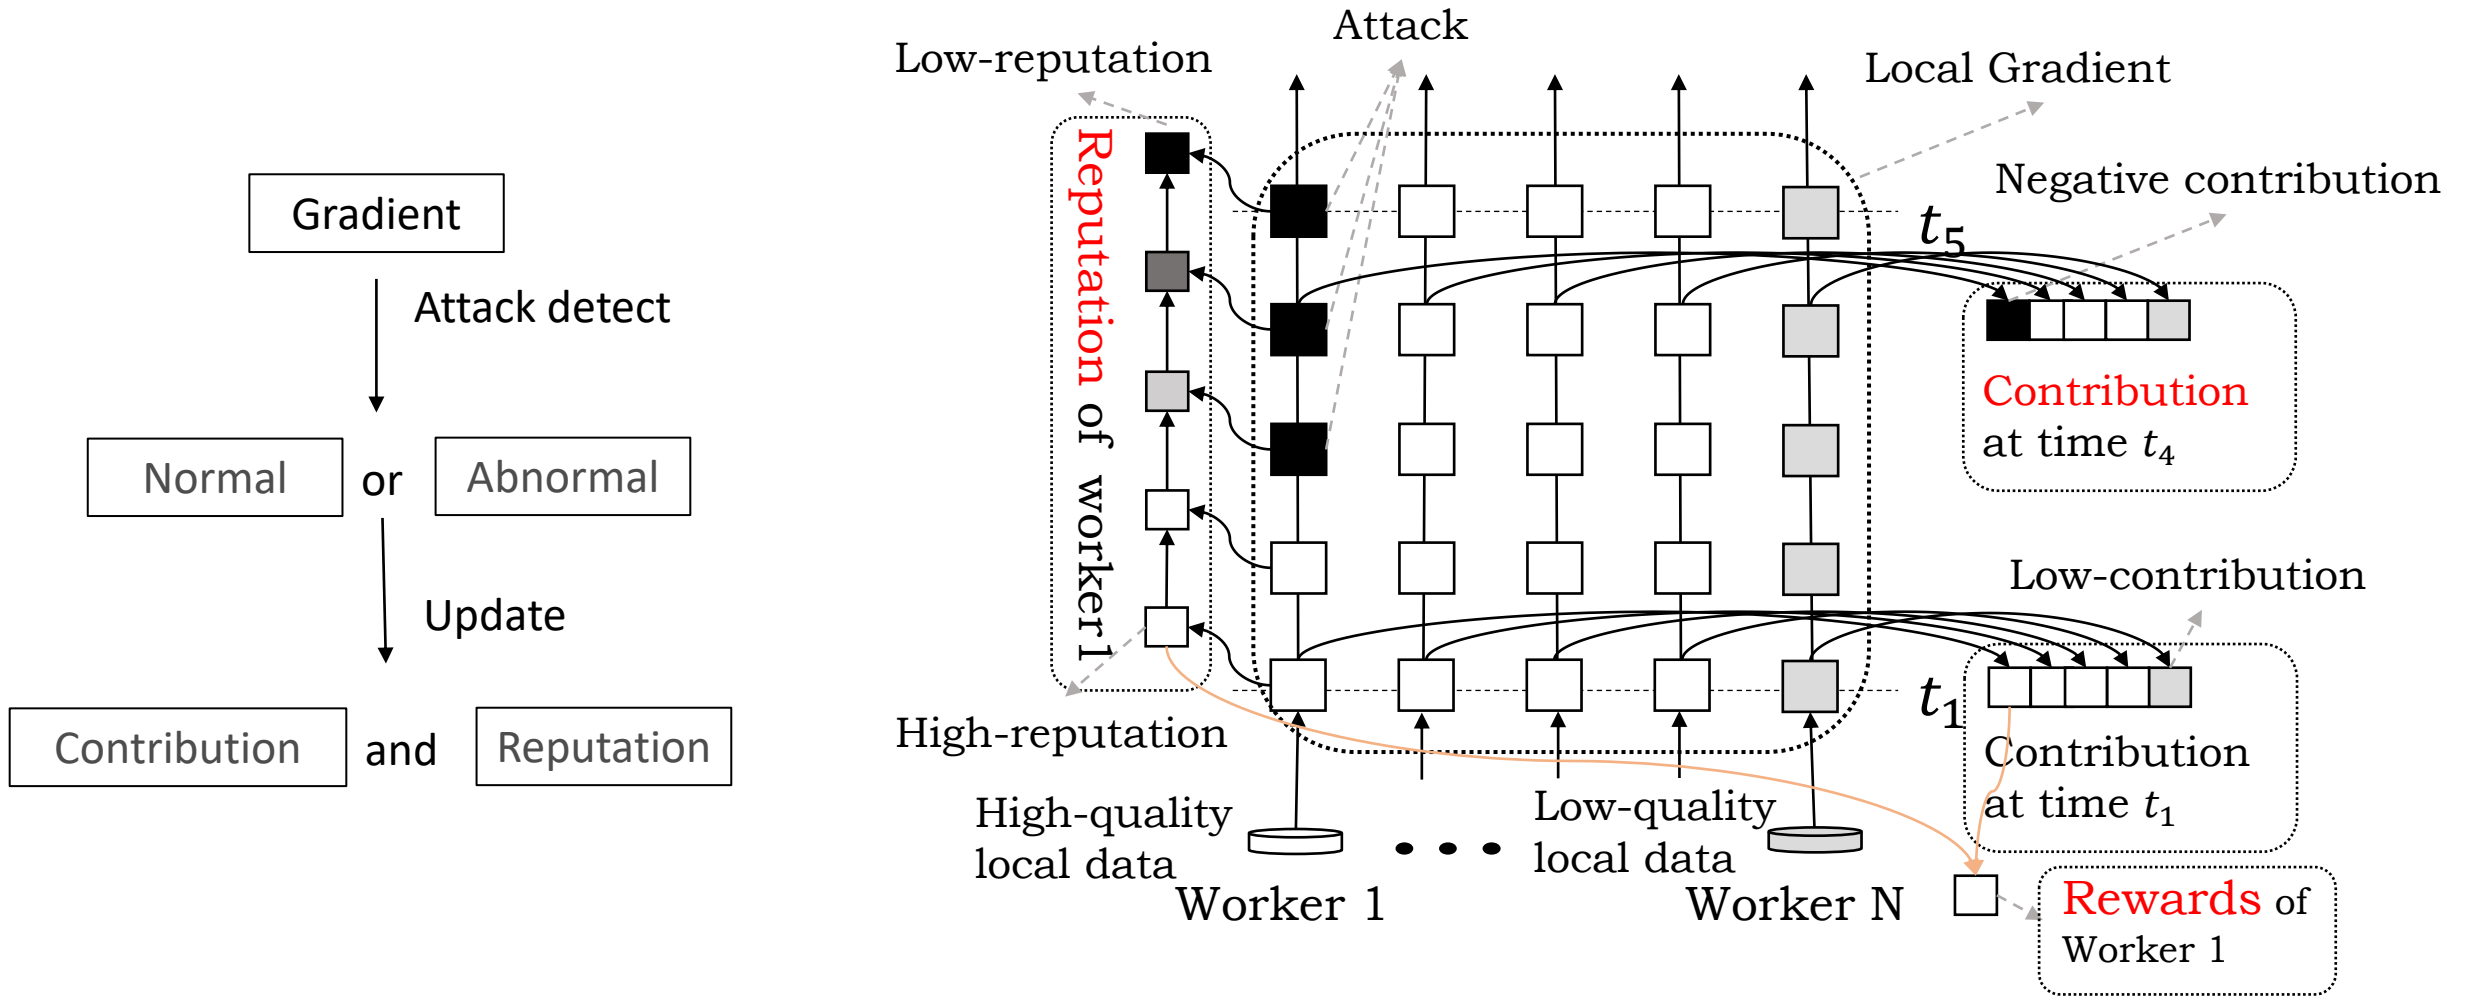 Gradient
Attack detect
Normal or Abnormal
Update
Contribution and Reputation
Attack
Low-reputation
Local Gradient
Negative contribution
Reputation of worker1
t5
Contribution
at time t4
Low-contribution
t1
Contribution
at time t1
High-reputation
High-quality
local data
Low-quality
local data
Worker 1
Worker N
Rewards of
Worker 1